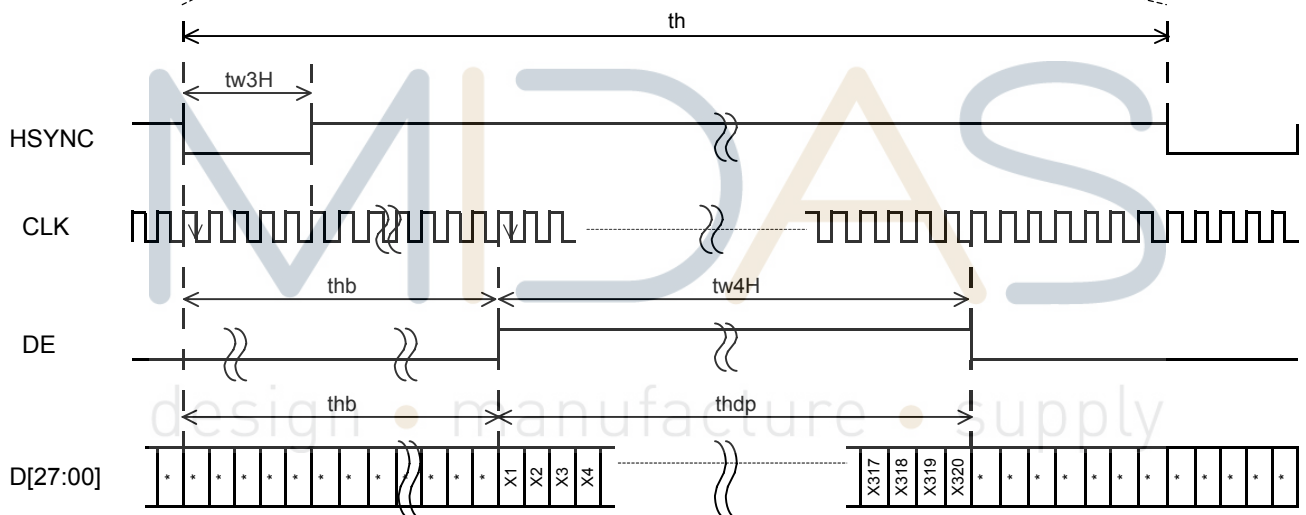 th
MIDAS
tw3H
HSYNC
CLK
thb tw4H
DE
design • manufacture • supply
thb thdp
D[27:00] * * * * * * * * * * * * X1 X2 X3 X4 X317 X318 X319 X320 * * * * * * * * * * * *